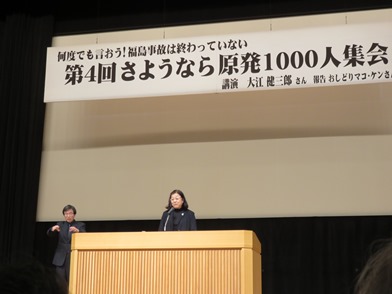 何度でも言おう!福島事故は終わっていない
第4回さようなら原発1000人集会
講演 大江健三郎さん 報告 おしどりマコ・ケンさん